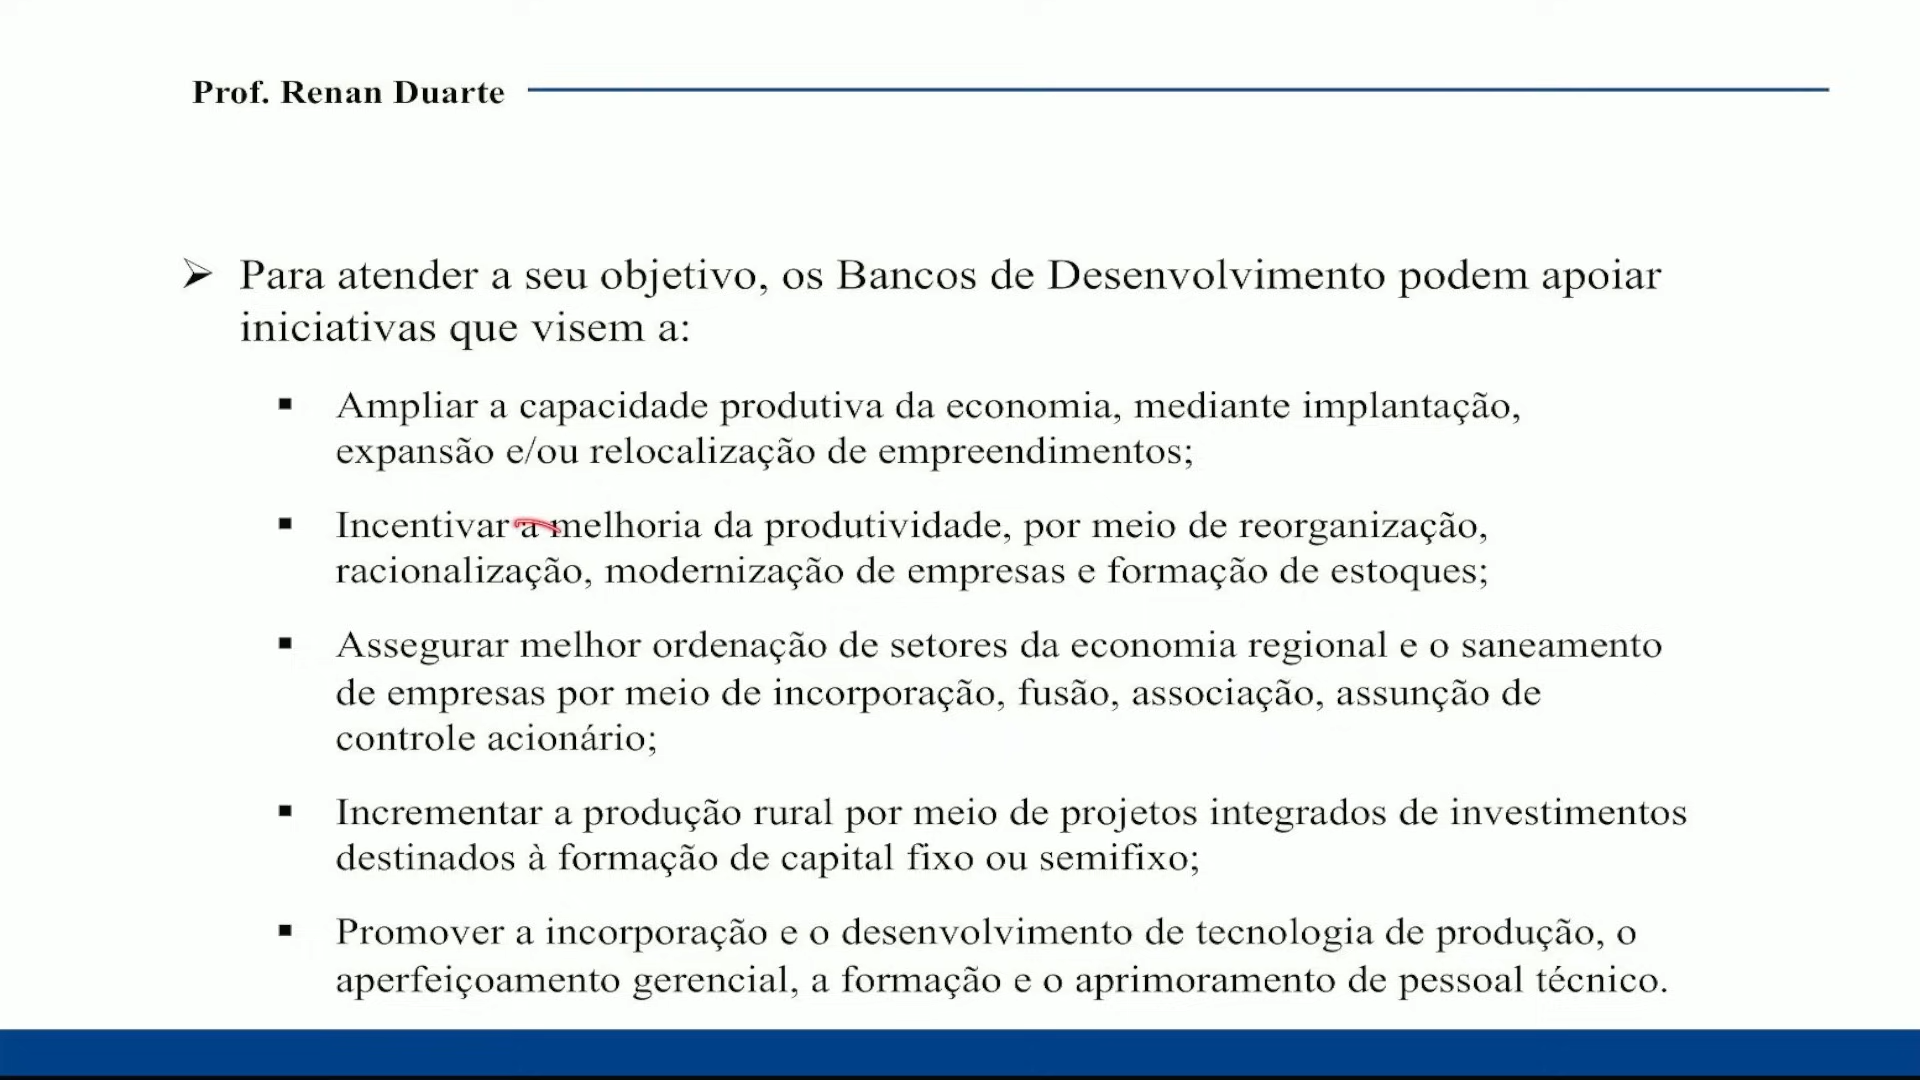 Prof. Renan Duarte
Para atender a seu objetivo, os Bancos de Desenvolvimento podem apoiar
iniciativas que visem a:
Ampliar a capacidade produtiva da economia, mediante implantação,
expansão e/ou relocalização de empreendimentos;
Incentivar a melhoria da produtividade, por meio de reorganização,
racionalização, modernização de empresas e formação de estoques;
Assegurar melhor ordenação de setores da economia regional e o saneamento
de empresas por meio de incorporação, fusão, associação, assunção de
controle acionário;
Incrementar a produção rural por meio de projetos integrados de investimentos
destinados à formação de capital fixo ou semifixo;
Promover a incorporação e o desenvolvimento de tecnologia de produção, o
aperfeiçoamento gerencial, a formação e o aprimoramento de pessoal técnico.